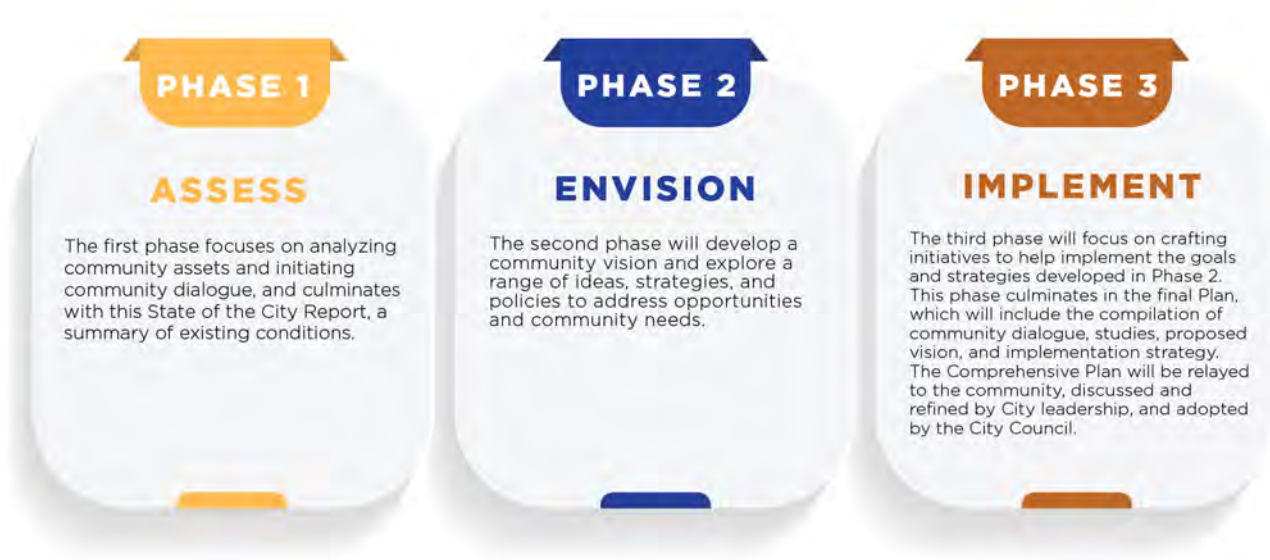 PHASE 1
ASSESS
The first phase focuses on analyzing
community assets and initiating
community dialogue, and culminates
with this State of the City Report, a
summary of existing conditions.
PHASE 2
ENVISION
The second phase will develop a
community vision and explore a
range of ideas, strategies, and
policies to address opportunities
and community needs.
PHASE 3
IMPLEMENT
The third phase will focus on crafting
initiatives to help implement the goals
and strategies developed in Phase 2.
This phase culminates in the final Plan,
which will include the compilation of
community dialogue, studies, proposed
vision, and implementation strategy.
The Comprehensive Plan will be relayed
to the community, discussed and
refined by City leadership, and adopted
by the City Council.